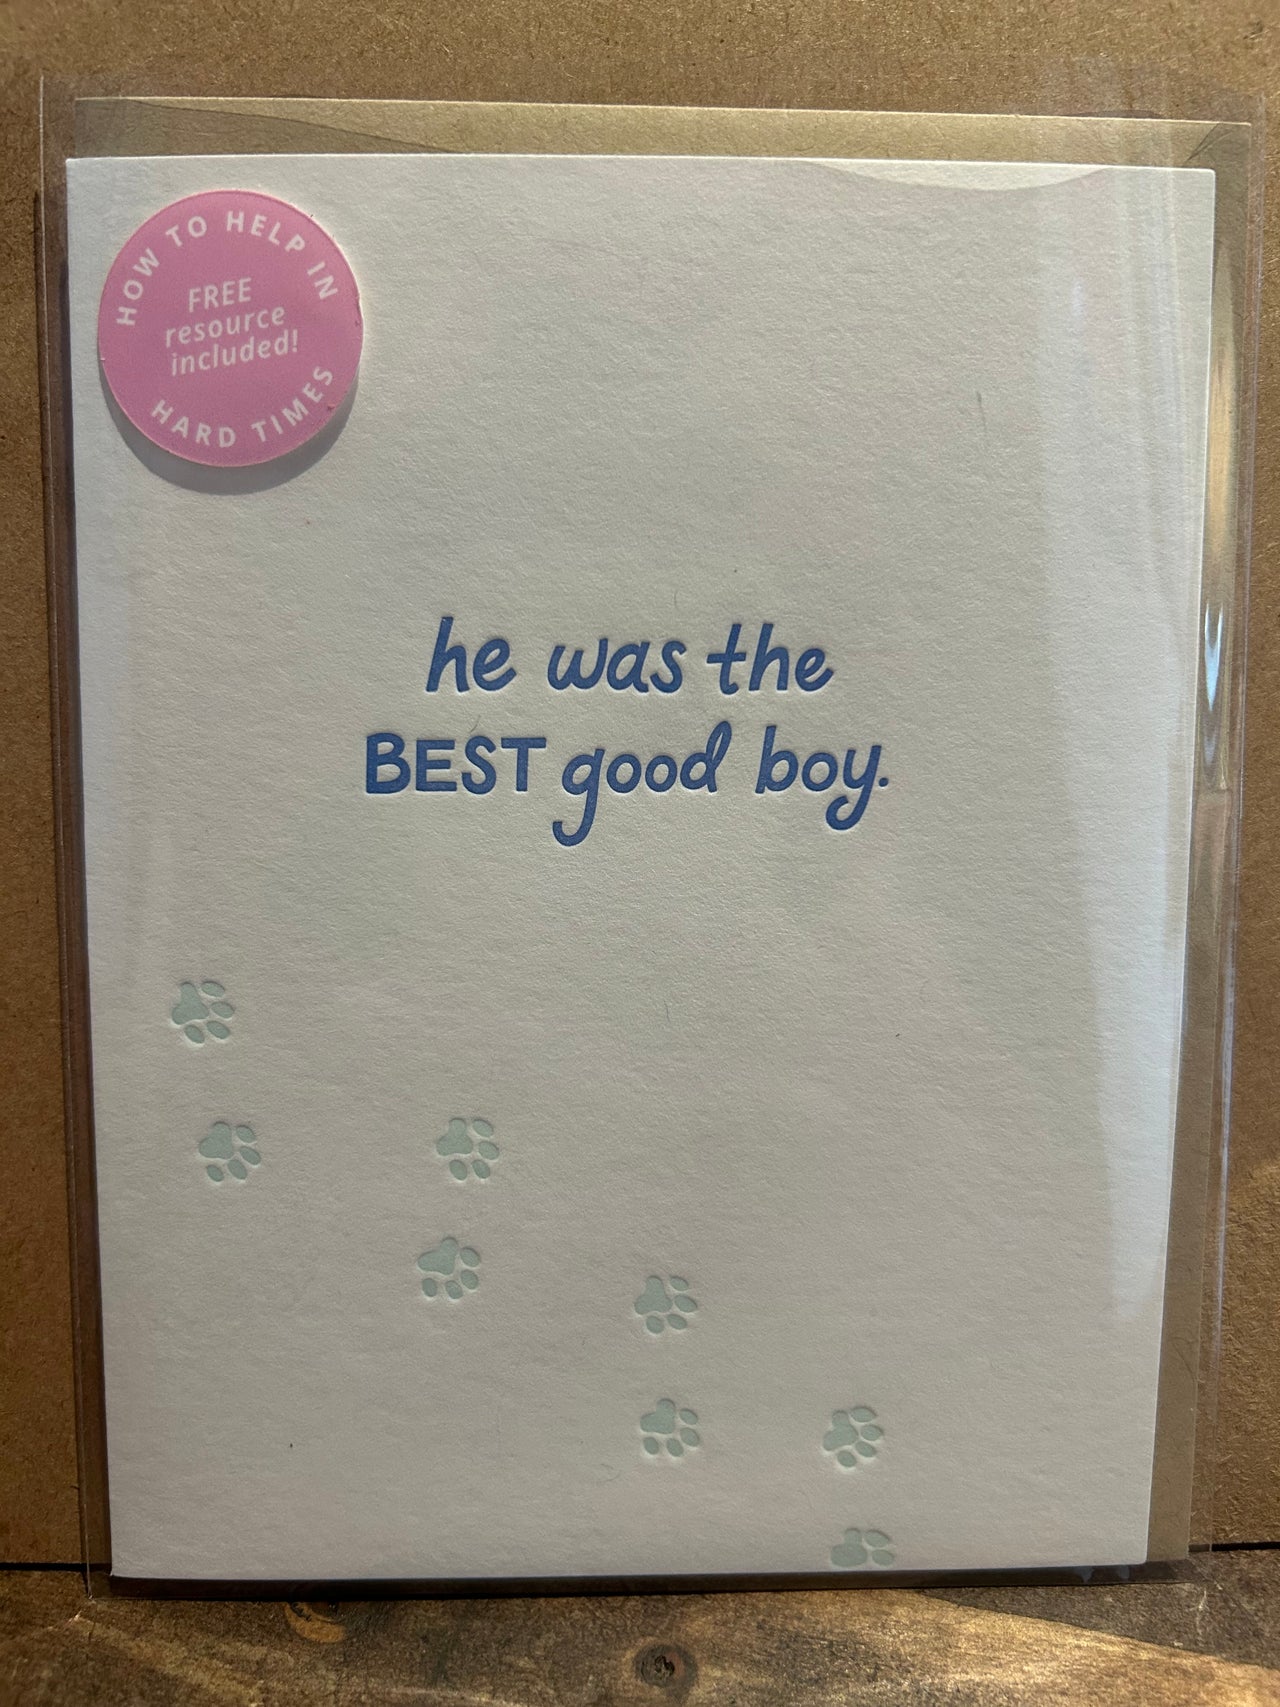 HOW TO HELP IN
FREE
resource
included!
HARD TIMES
he was the
BEST good boy.